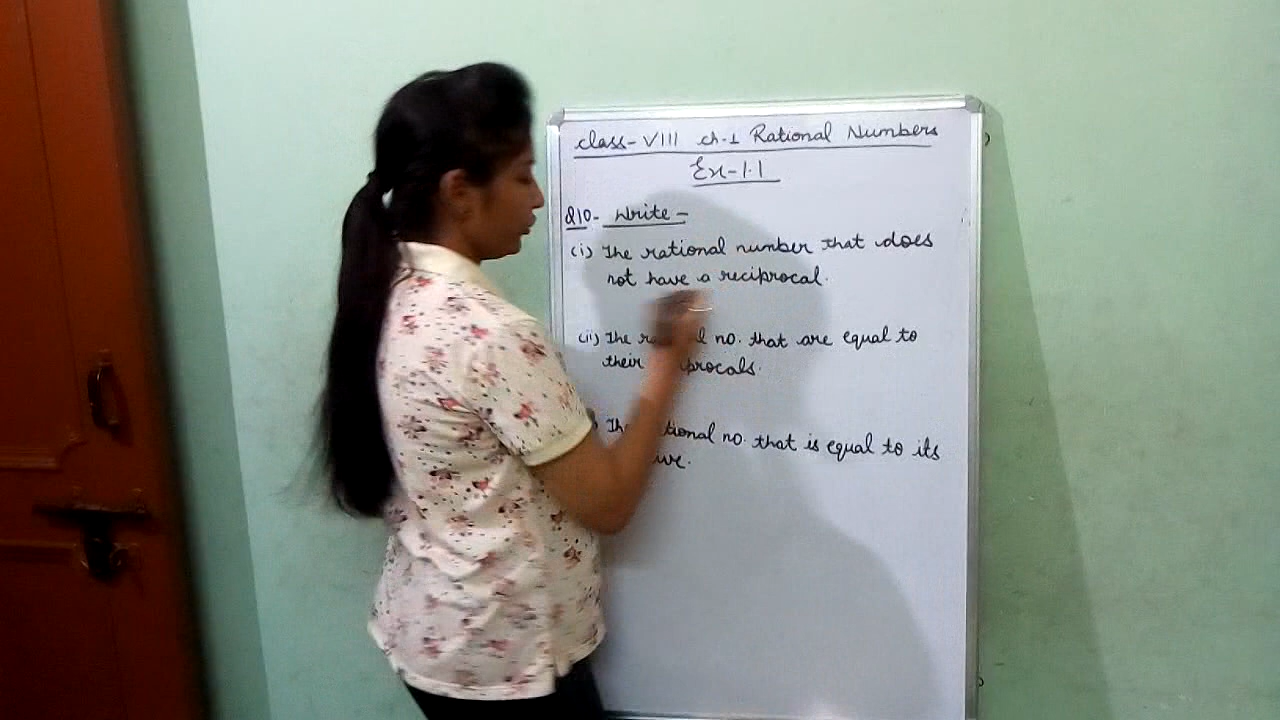 class-VIII ch-1 Rational Numbers
Ex-1.1
Q10- Write-
(i) The rational number that does
not have a reciprocal.
(ii) The no. that are equal to
their
The no. that is equal to its